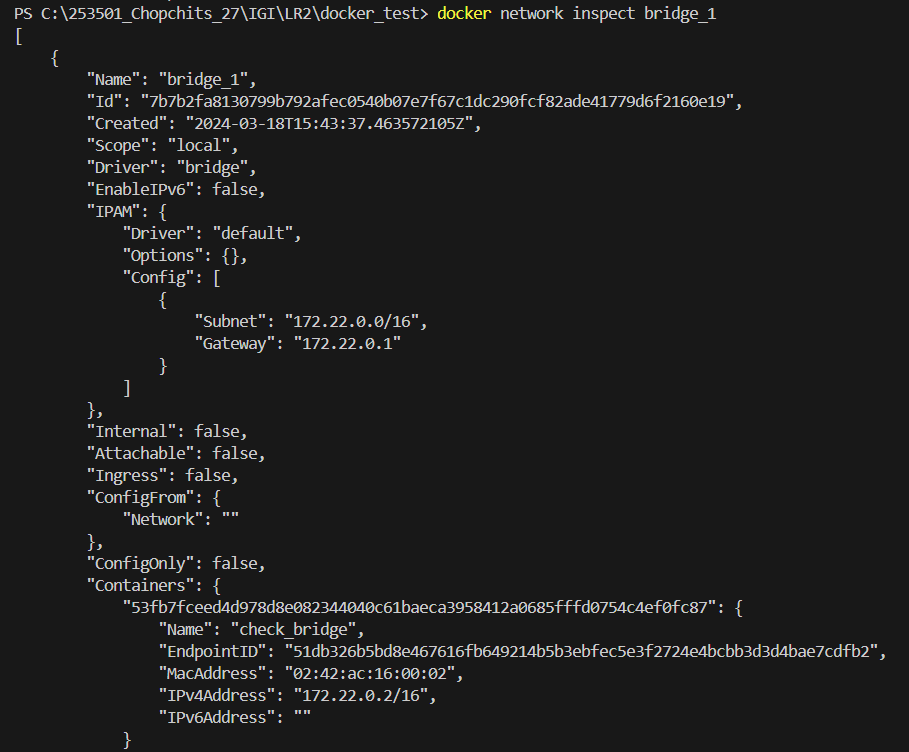 PS C:\253501_Chopchits_27\IGI\LR2\docker_test> docker network inspect bridge_1
[
    {
        "Name": "bridge_1",
        "Id": "7b7b2fa8130799b792afec0540b07e7f67c1dc290fcf82ade41779d6f2160e19",
        "Created": "2024-03-18T15:43:37.463572105Z",
        "Scope": "local",
        "Driver": "bridge",
        "EnableIPv6": false,
        "IPAM": {
            "Driver": "default",
            "Options": {},
            "Config": [
                {
                    "Subnet": "172.22.0.0/16",
                    "Gateway": "172.22.0.1"
                }
            ]
        },
        "Internal": false,
        "Attachable": false,
        "Ingress": false,
        "ConfigFrom": {
            "Network": ""
        },
        "ConfigOnly": false,
        "Containers": {
            "53fb7fceed4d978d8e082344040c61baeca3958412a0685fffd0754c4ef0fc87": {
                "Name": "check_bridge",
                "EndpointID": "51db326b5bd8e467616fb649214b5b3ebfec5e3f2724e4bcbb3d3d4bae7cdfb2",
                "MacAddress": "02:42:ac:16:00:02",
                "IPv4Address": "172.22.0.2/16",
                "IPv6Address": ""
            }